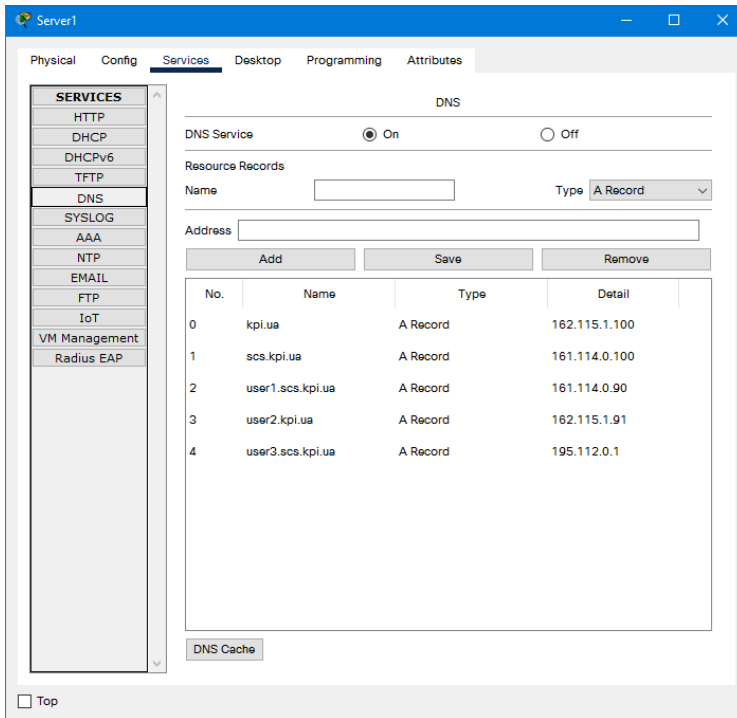 Server1
Physical Config Services Desktop Programming Attributes
SERVICES
HTTP
DHCP
DHCPv6
TFTP
DNS
SYSLOG
AAA
NTP
EMAIL
FTP
IoT
VM Management
Radius EAP
DNS
DNS Service On Off
Resource Records
Name Type A Record
Address
Add Save Remove
No. Name Type Detail
0 kpi.ua A Record 162.115.1.100
1 scs.kpi.ua A Record 161.114.0.100
2 user1.scs.kpi.ua A Record 161.114.0.90
3 user2.kpi.ua A Record 162.115.1.91
4 user3.scs.kpi.ua A Record 195.112.0.1
DNS Cache
Top